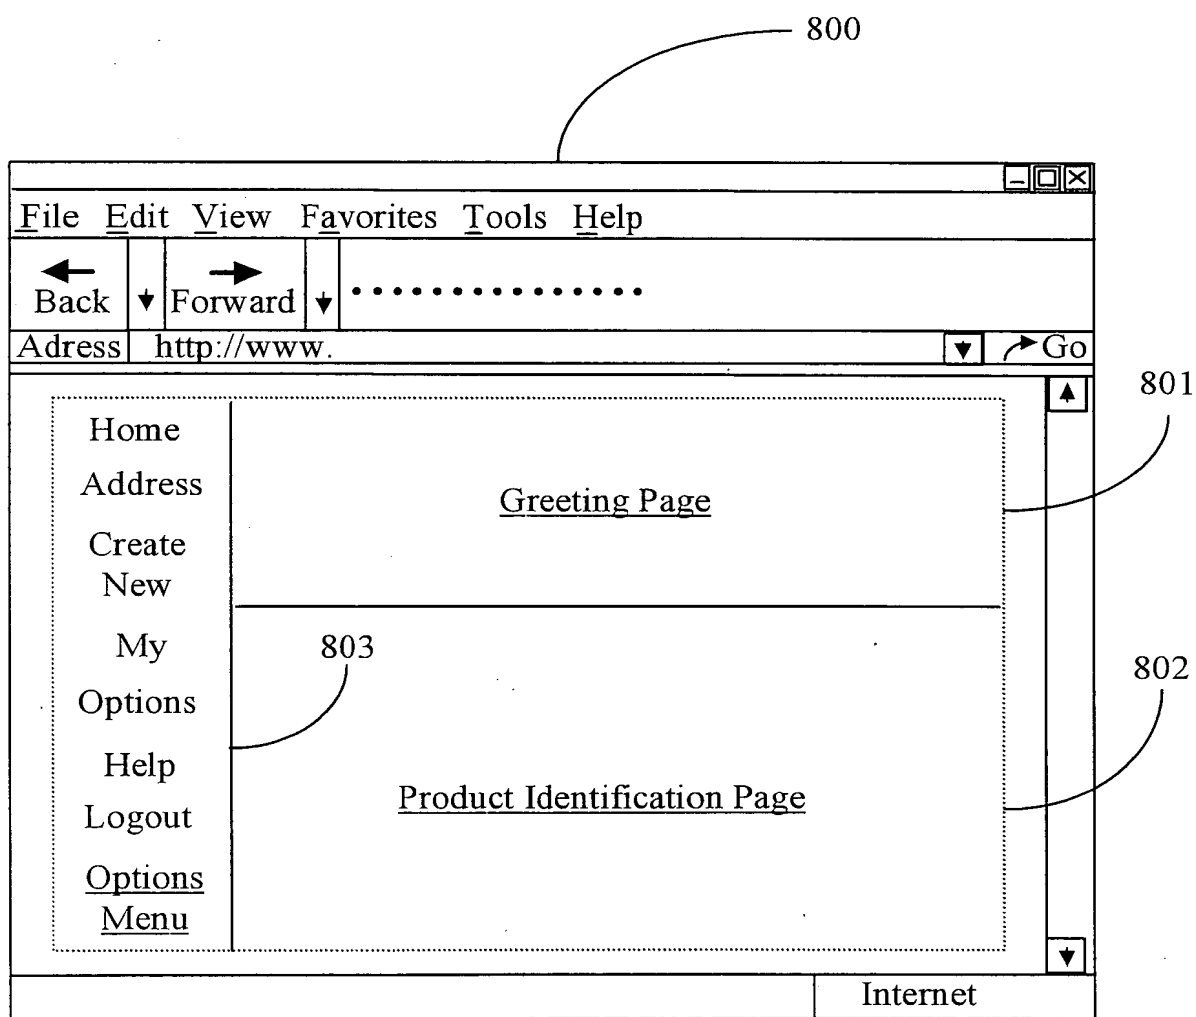 800
File Edit View Favorites Tools Help
Back Forward
Adress http://www. Go
801
Home
Address
Greeting Page
Create
New
My
803
802
Options
Help
Product Identification Page
Logout
Options
Menu
Internet